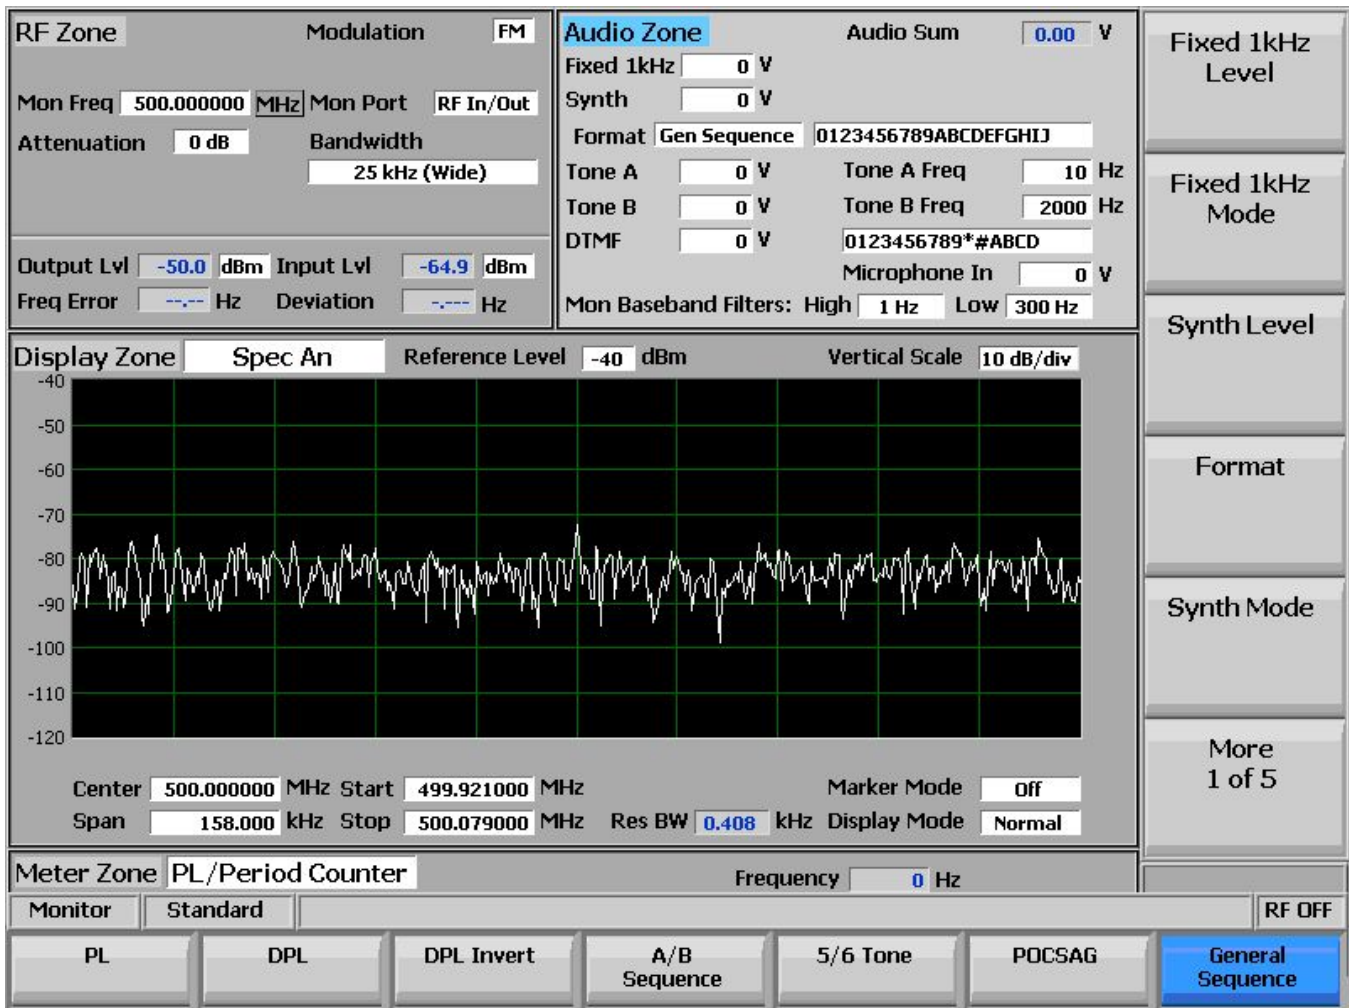 RF Zone Modulation FM
Mon Freq 500.000000 MHz Mon Port RF In/Out
Attenuation 0 dB Bandwidth
25 kHz (Wide)
Output Lvl -50.0 dBm Input Lvl -64.9 dBm
Freq Error --.-- Hz Deviation -.--- Hz
Audio Zone Audio Sum 0.00 V
Fixed 1kHz 0 V
Synth 0 V
Format Gen Sequence 0123456789ABCDEFGHIJ
Tone A 0 V Tone A Freq 10 Hz
Tone B 0 V Tone B Freq 2000 Hz
DTMF 0 V 0123456789*#ABCD
Microphone In 0 V
Mon Baseband Filters: High 1 Hz Low 300 Hz
Display Zone Spec An Reference Level -40 dBm Vertical Scale 10 dB/div
-40
-50
-60
-70
-80
-90
-100
-110
-120
Center 500.000000 MHz Start 499.921000 MHz Marker Mode Off
Span 158.000 kHz Stop 500.079000 MHz Res BW 0.408 kHz Display Mode Normal
Meter Zone PL/Period Counter Frequency 0 Hz
Monitor Standard RF OFF
Fixed 1kHz
Level
Fixed 1kHz
Mode
Synth Level
Format
Synth Mode
More
1 of 5
PL
DPL
DPL Invert
A/B
Sequence
5/6 Tone
POCSAG
General
Sequence